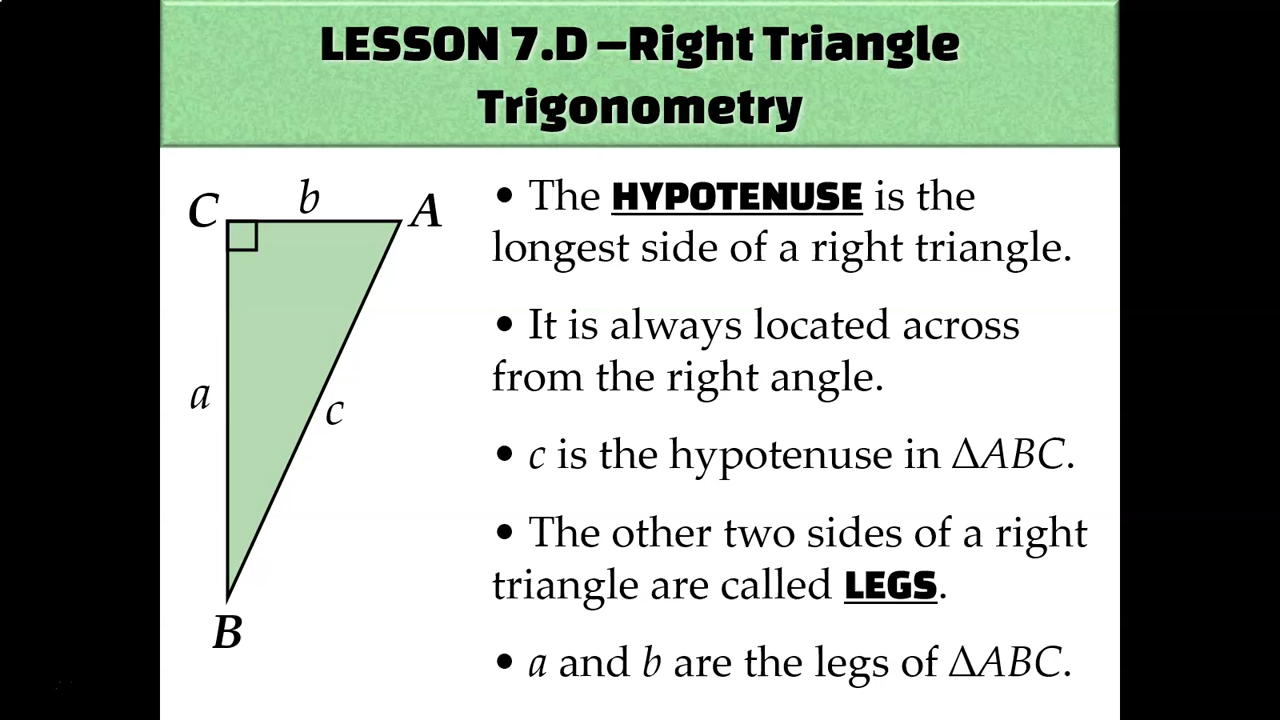 LESSON 7.D –Right Triangle
Trigonometry
C
b
A
a
c
B
• The HYPOTENUSE is the
longest side of a right triangle.
• It is always located across
from the right angle.
• c is the hypotenuse in ΔABC.
• The other two sides of a right
triangle are called LEGS.
• a and b are the legs of ΔABC.